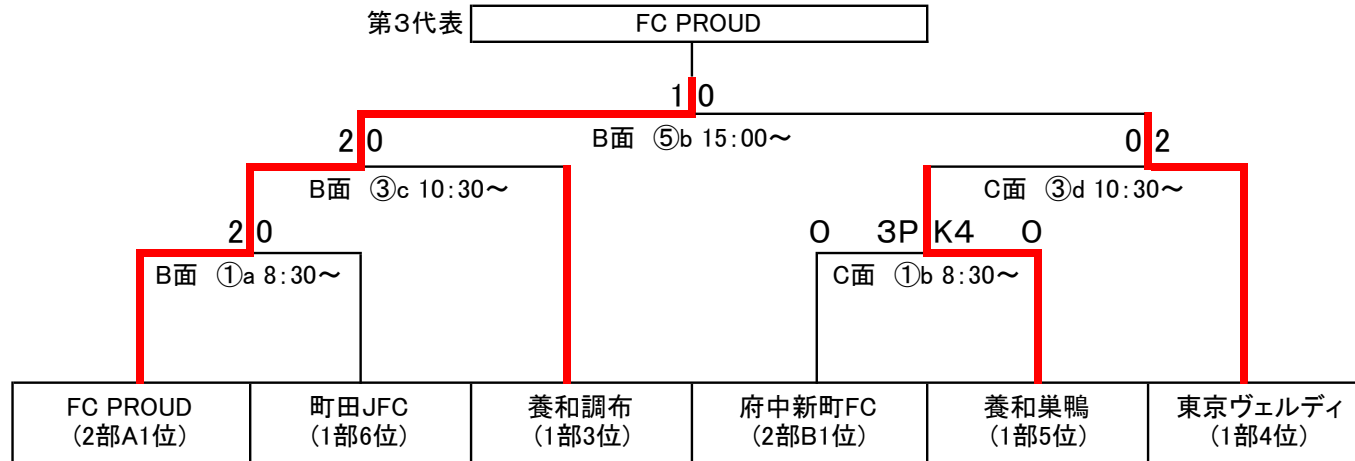 第3代表 FC PROUD
1 0
B面 ⑤b 15:00～
2 0
0 2
B面 ③c 10:30～
C面 ③d 10:30～
2 0
0 3PK4 0
B面 ①a 8:30～
C面 ①b 8:30～
FC PROUD
(2部A1位)
町田JFC
(1部6位)
養和調布
(1部3位)
府中新町FC
(2部B1位)
養和巣鴨
(1部5位)
東京ヴェルディ
(1部4位)